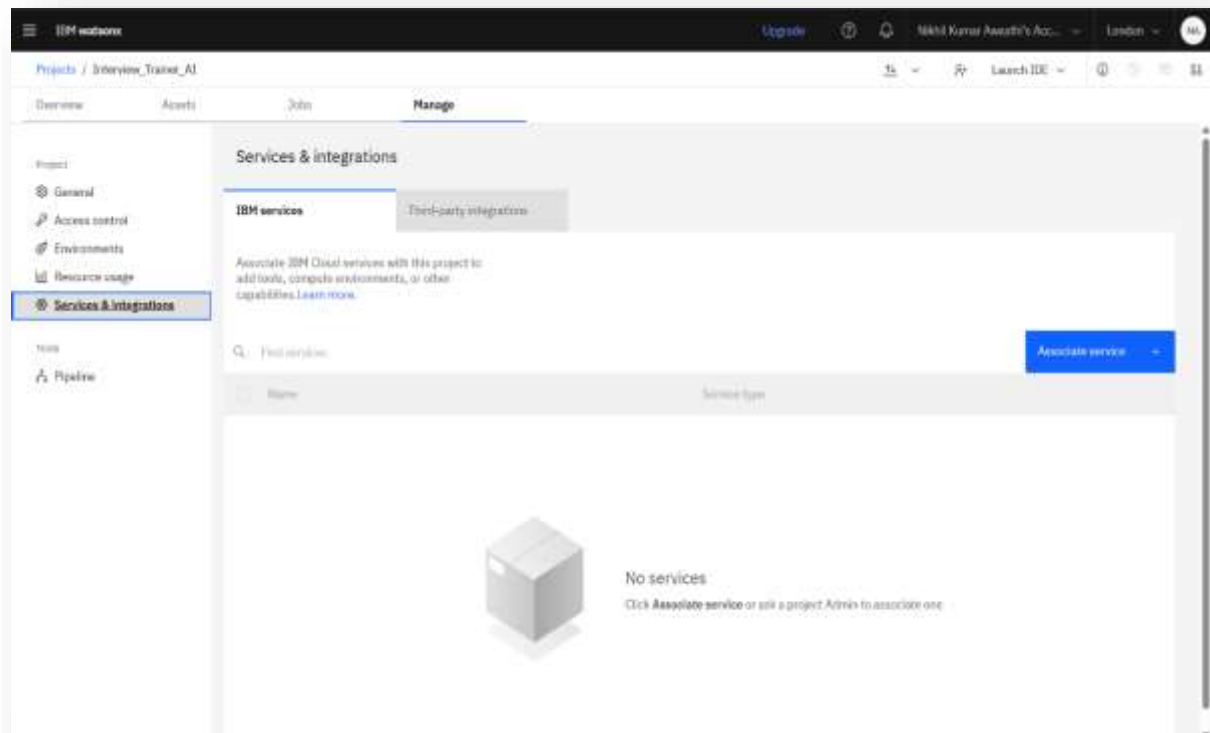 IBM watsonx
Upgrade
Nikhil Kumar Awasthi's Acc...
London
NA
Projects / Interview_Trainer_AI
Launch IDE
Overview
Assets
Jobs
Manage
Project
General
Access control
Environments
Resource usage
Services & integrations
Tools
Pipeline
Services & integrations
IBM services
Third-party integrations
Associate IBM Cloud services with this project to
add tools, compute environments, or other
capabilities. Learn more.
Find services
Associate service +
Name
Service type
No services
Click Associate service or ask a project Admin to associate one